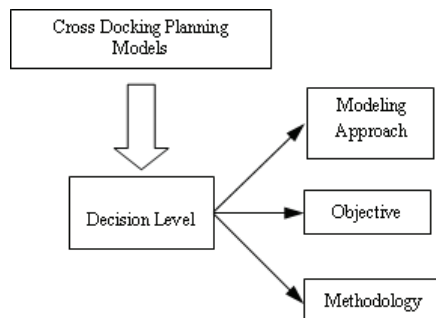 Cross Docking Planning
Models
Modeling
Approach
Decision Level
Objective
Methodology